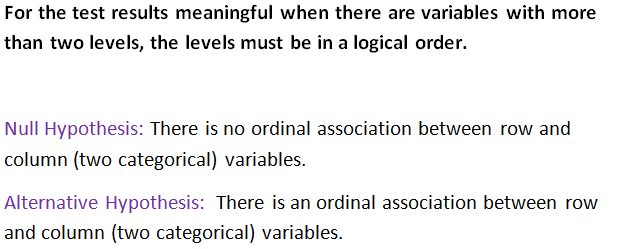 For the test results meaningful when there are variables with more
than two levels, the levels must be in a logical order.
Null Hypothesis: There is no ordinal association between row and
column (two categorical) variables.
Alternative Hypothesis: There is an ordinal association between row
and column (two categorical) variables.